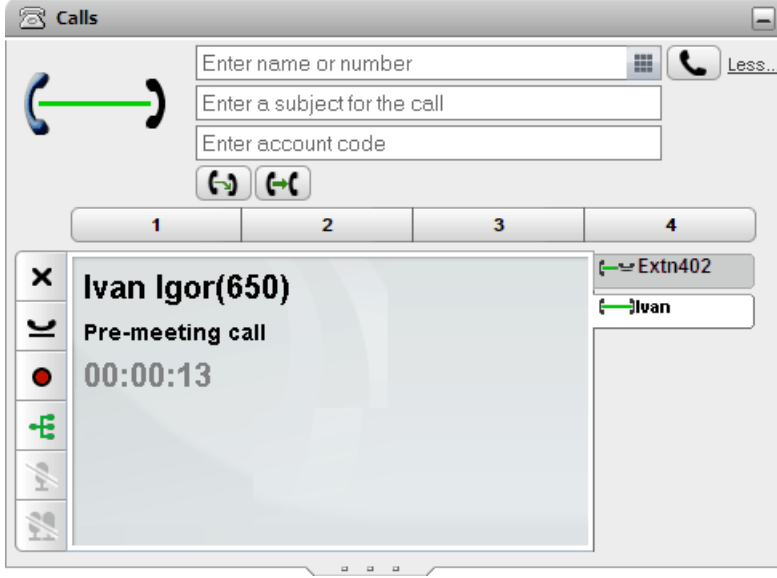 Calls
Enter name or number
Less...
Enter a subject for the call
Enter account code
1 2 3 4
Extn402
Ivan Igor(650)
Ivan
Pre-meeting call
00:00:13